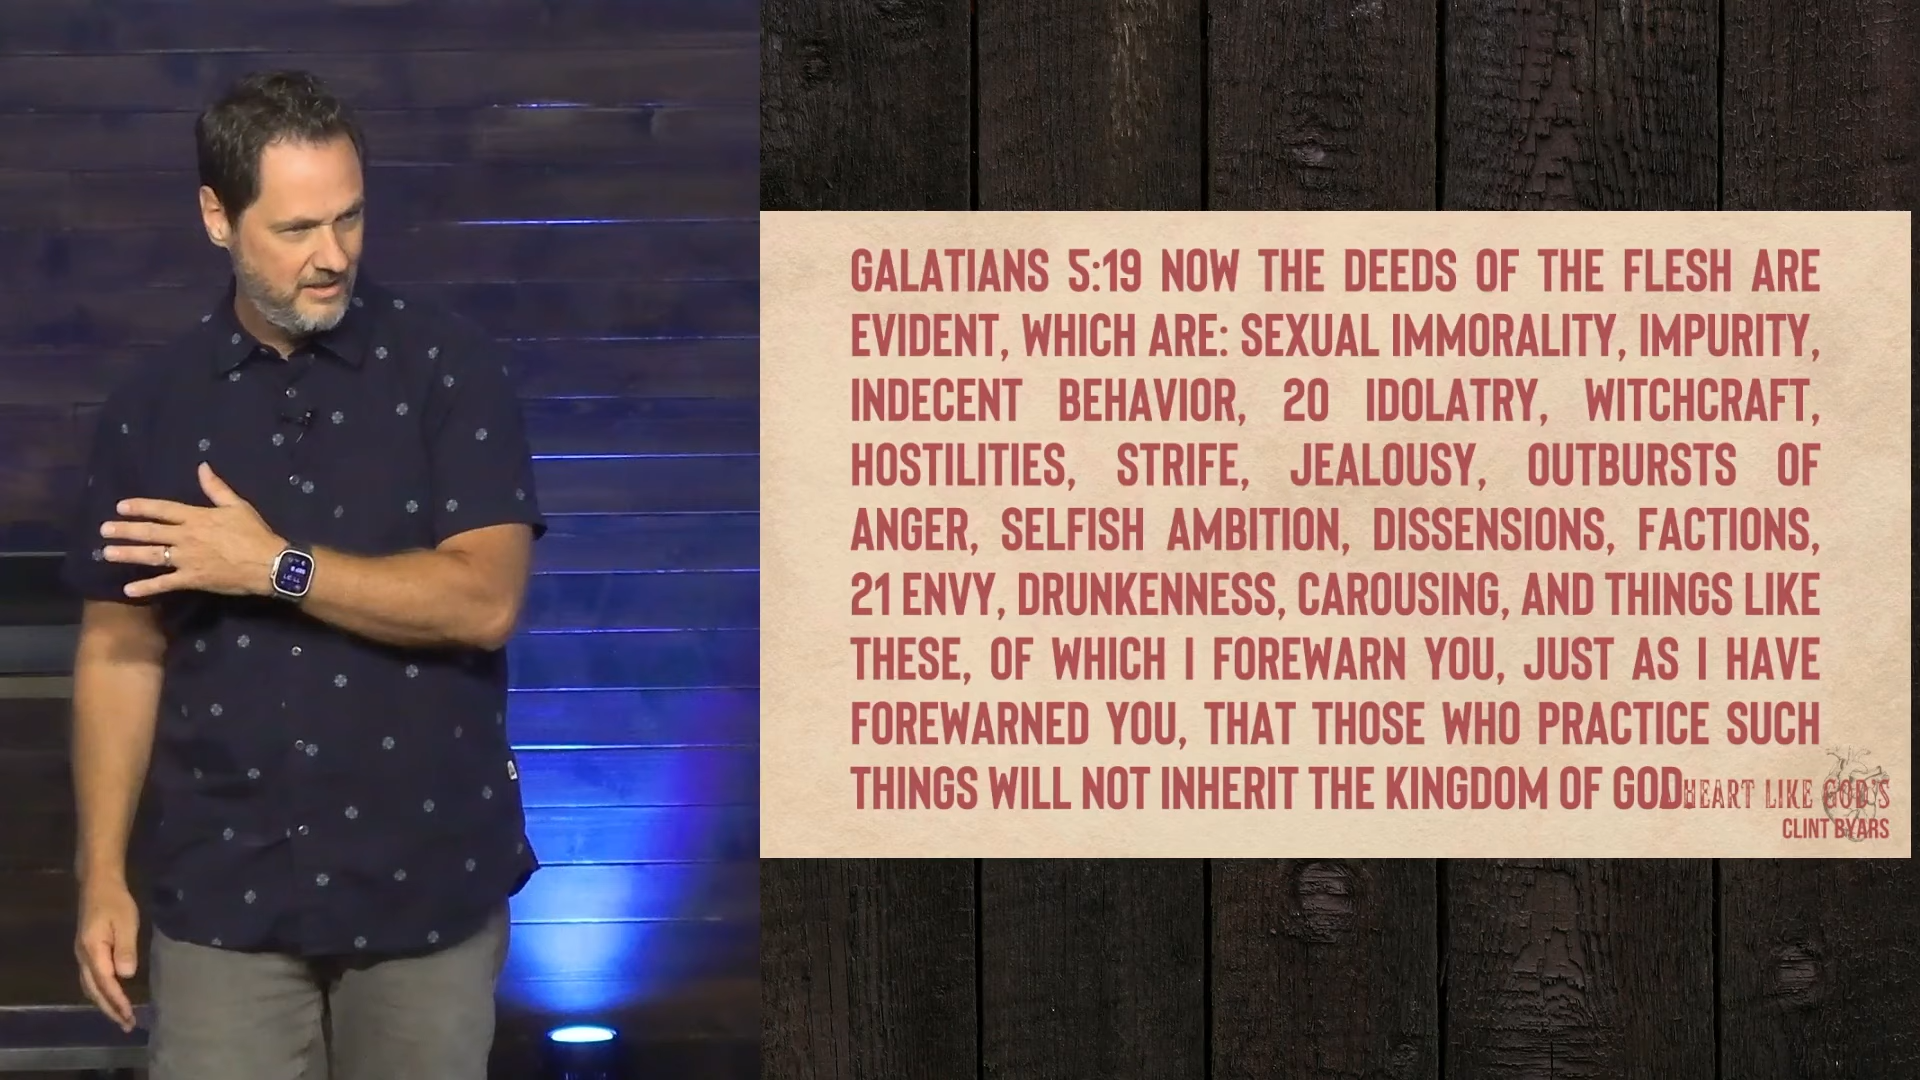 GALATIANS 5:19 NOW THE DEEDS OF THE FLESH ARE
EVIDENT, WHICH ARE: SEXUAL IMMORALITY, IMPURITY,
INDECENT BEHAVIOR, 20 IDOLATRY, WITCHCRAFT,
HOSTILITIES, STRIFE, JEALOUSY, OUTBURSTS OF
ANGER, SELFISH AMBITION, DISSENSIONS, FACTIONS,
21 ENVY, DRUNKENNESS, CAROUSING, AND THINGS LIKE
THESE, OF WHICH I FOREWARN YOU, JUST AS I HAVE
FOREWARNED YOU, THAT THOSE WHO PRACTICE SUCH
THINGS WILL NOT INHERIT THE KINGDOM OF GOD
HEART LIKE GOD'S
CLINT BYARS